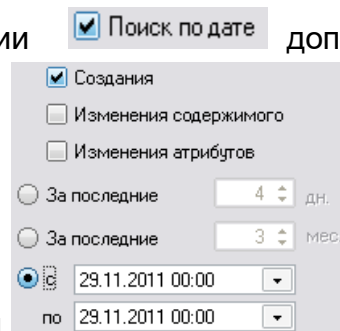 ии Поиск по дате доп
Создания
Изменения содержимого
Изменения атрибутов
За последние 4 дн.
За последние 3 мес
с 29.11.2011 00:00
по 29.11.2011 00:00